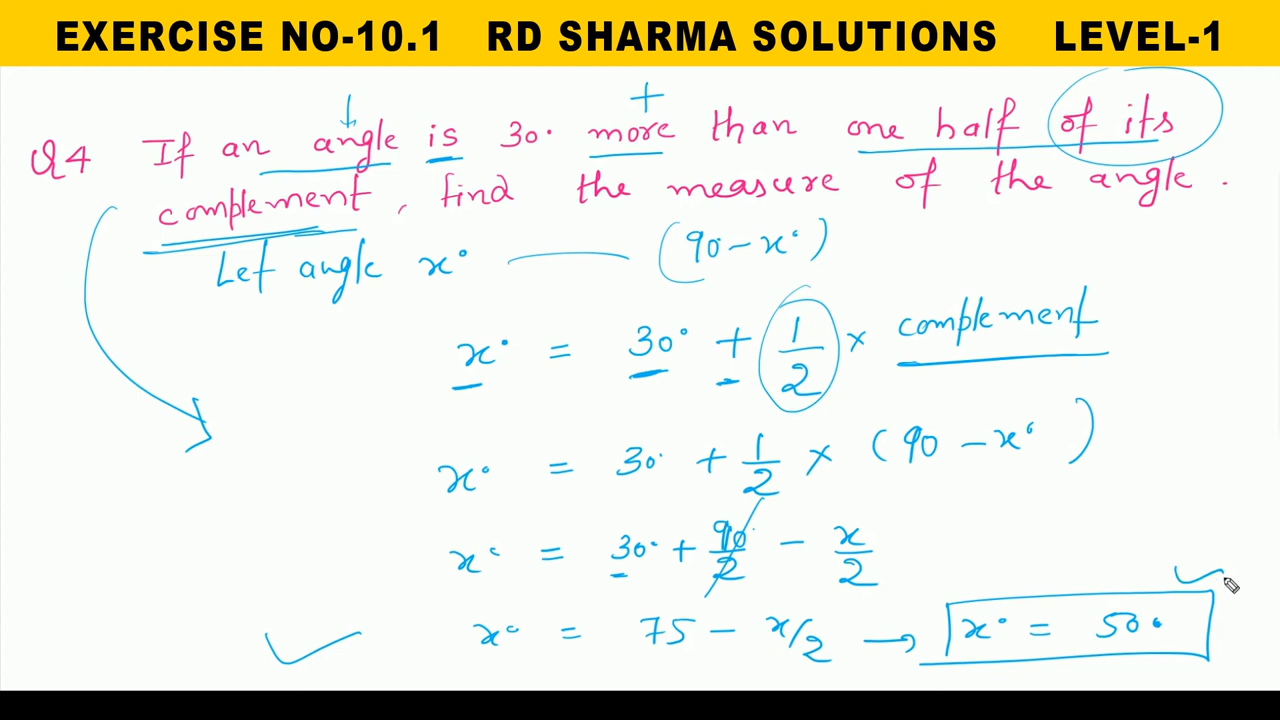 EXERCISE NO-10.1 RD SHARMA SOLUTIONS LEVEL-1
+
Q4 If an angle is 30° more than one half of its
complement, find the measure of the angle.
Let angle x° —— (90 - x°)
x° = 30° + 1/2 × complement
x° = 30° + 1/2 × (90 - x°)
x° = 30° + 90°/2 - x/2
x° = 75 - x/2 → x° = 50°